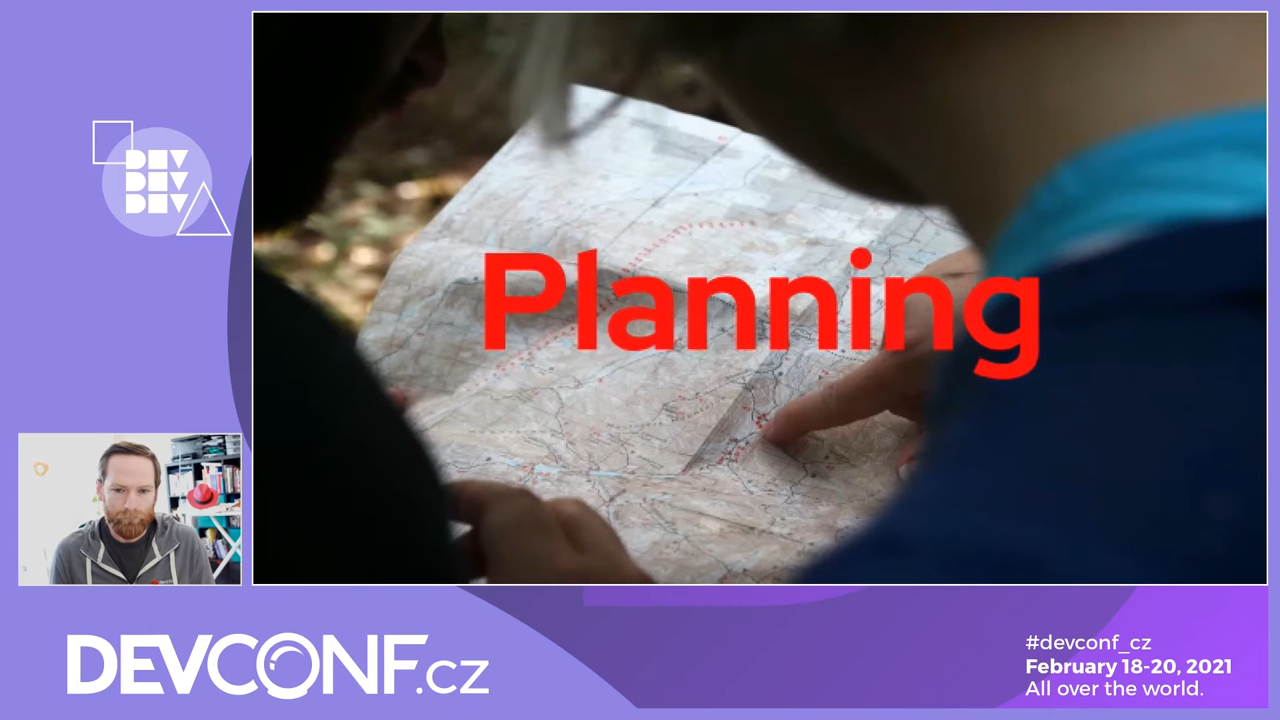 DEV
DEV
DEV
Planning
DEVCONF.CZ
#devconf_cz
February 18-20, 2021
All over the world.